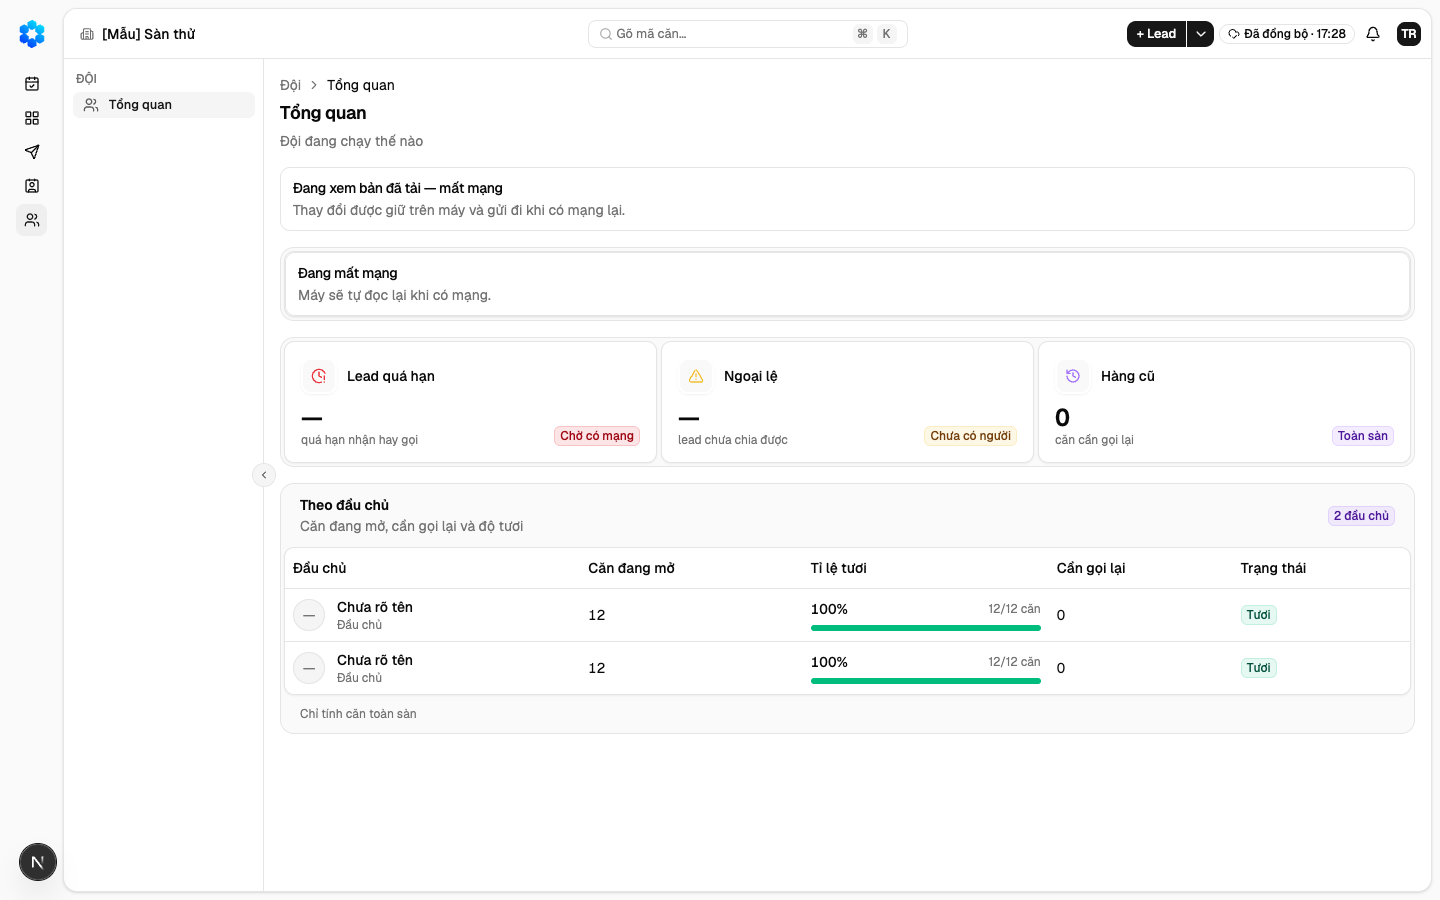 [Mẫu] Sàn thử
Gõ mã căn...
⌘ K
+ Lead
Đã đồng bộ · 17:28
TR
ĐỘI
Tổng quan
Đội > Tổng quan
Tổng quan
Đội đang chạy thế nào
Đang xem bản đã tải — mất mạng
Thay đổi được giữ trên máy và gửi đi khi có mạng lại.
Đang mất mạng
Máy sẽ tự đọc lại khi có mạng.
Lead quá hạn
—
quá hạn nhận hay gọi
Chờ có mạng
Ngoại lệ
—
lead chưa chia được
Chưa có người
Hàng cũ
0
căn cần gọi lại
Toàn sàn
Theo đầu chủ
Căn đang mở, cần gọi lại và độ tươi
2 đầu chủ
Đầu chủ Căn đang mở Tỉ lệ tươi Cần gọi lại Trạng thái
— Chưa rõ tên 12 100% 12/12 căn 0 Tươi
Đầu chủ
— Chưa rõ tên 12 100% 12/12 căn 0 Tươi
Đầu chủ
Chỉ tính căn toàn sàn
N